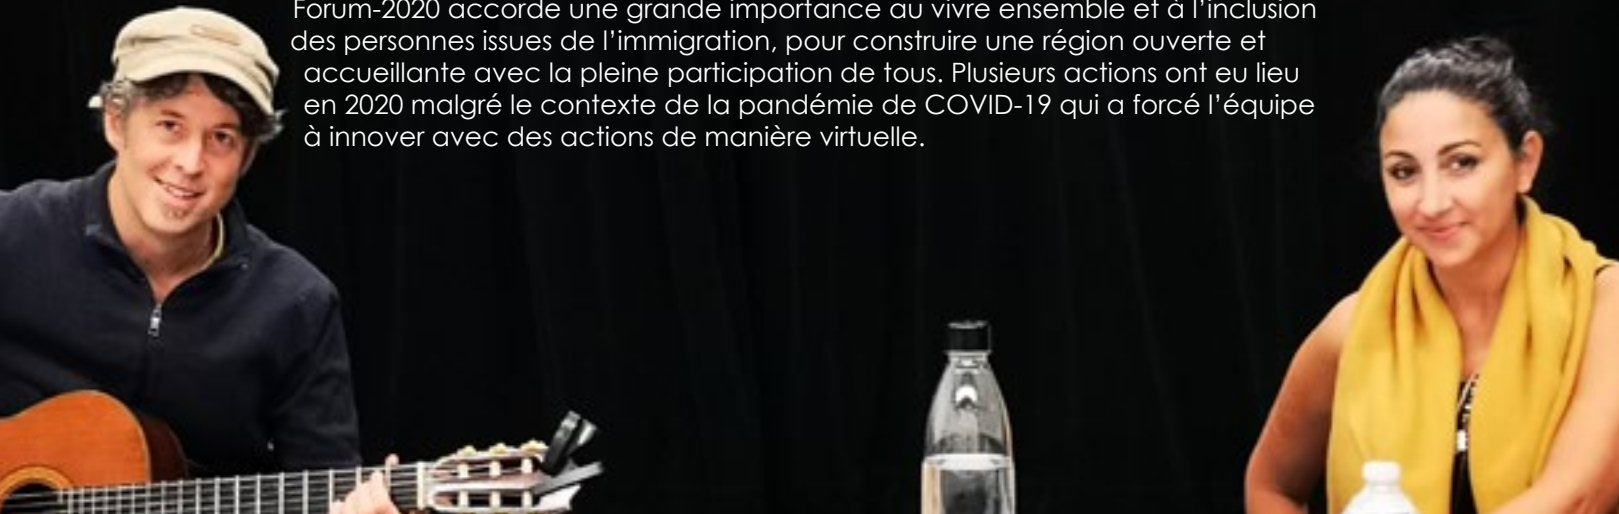 Forum-2020 accorde une grande importance au vivre ensemble et à l’inclusion
des personnes issues de l’immigration, pour construire une région ouverte et
accueillante avec la pleine participation de tous. Plusieurs actions ont eu lieu
en 2020 malgré le contexte de la pandémie de COVID-19 qui a forcé l’équipe
à innover avec des actions de manière virtuelle.